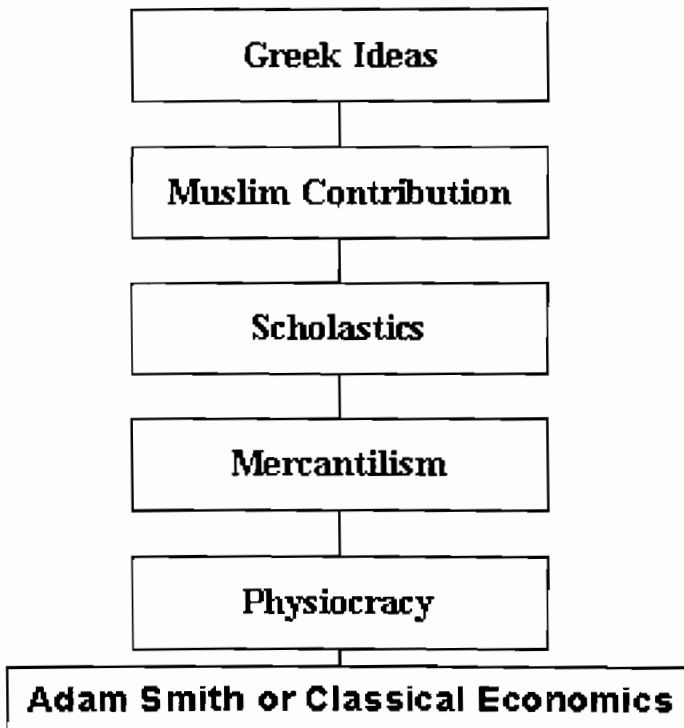 Greek Ideas
Muslim Contribution
Scholastics
Mercantilism
Physiocracy
Adam Smith or Classical Economics